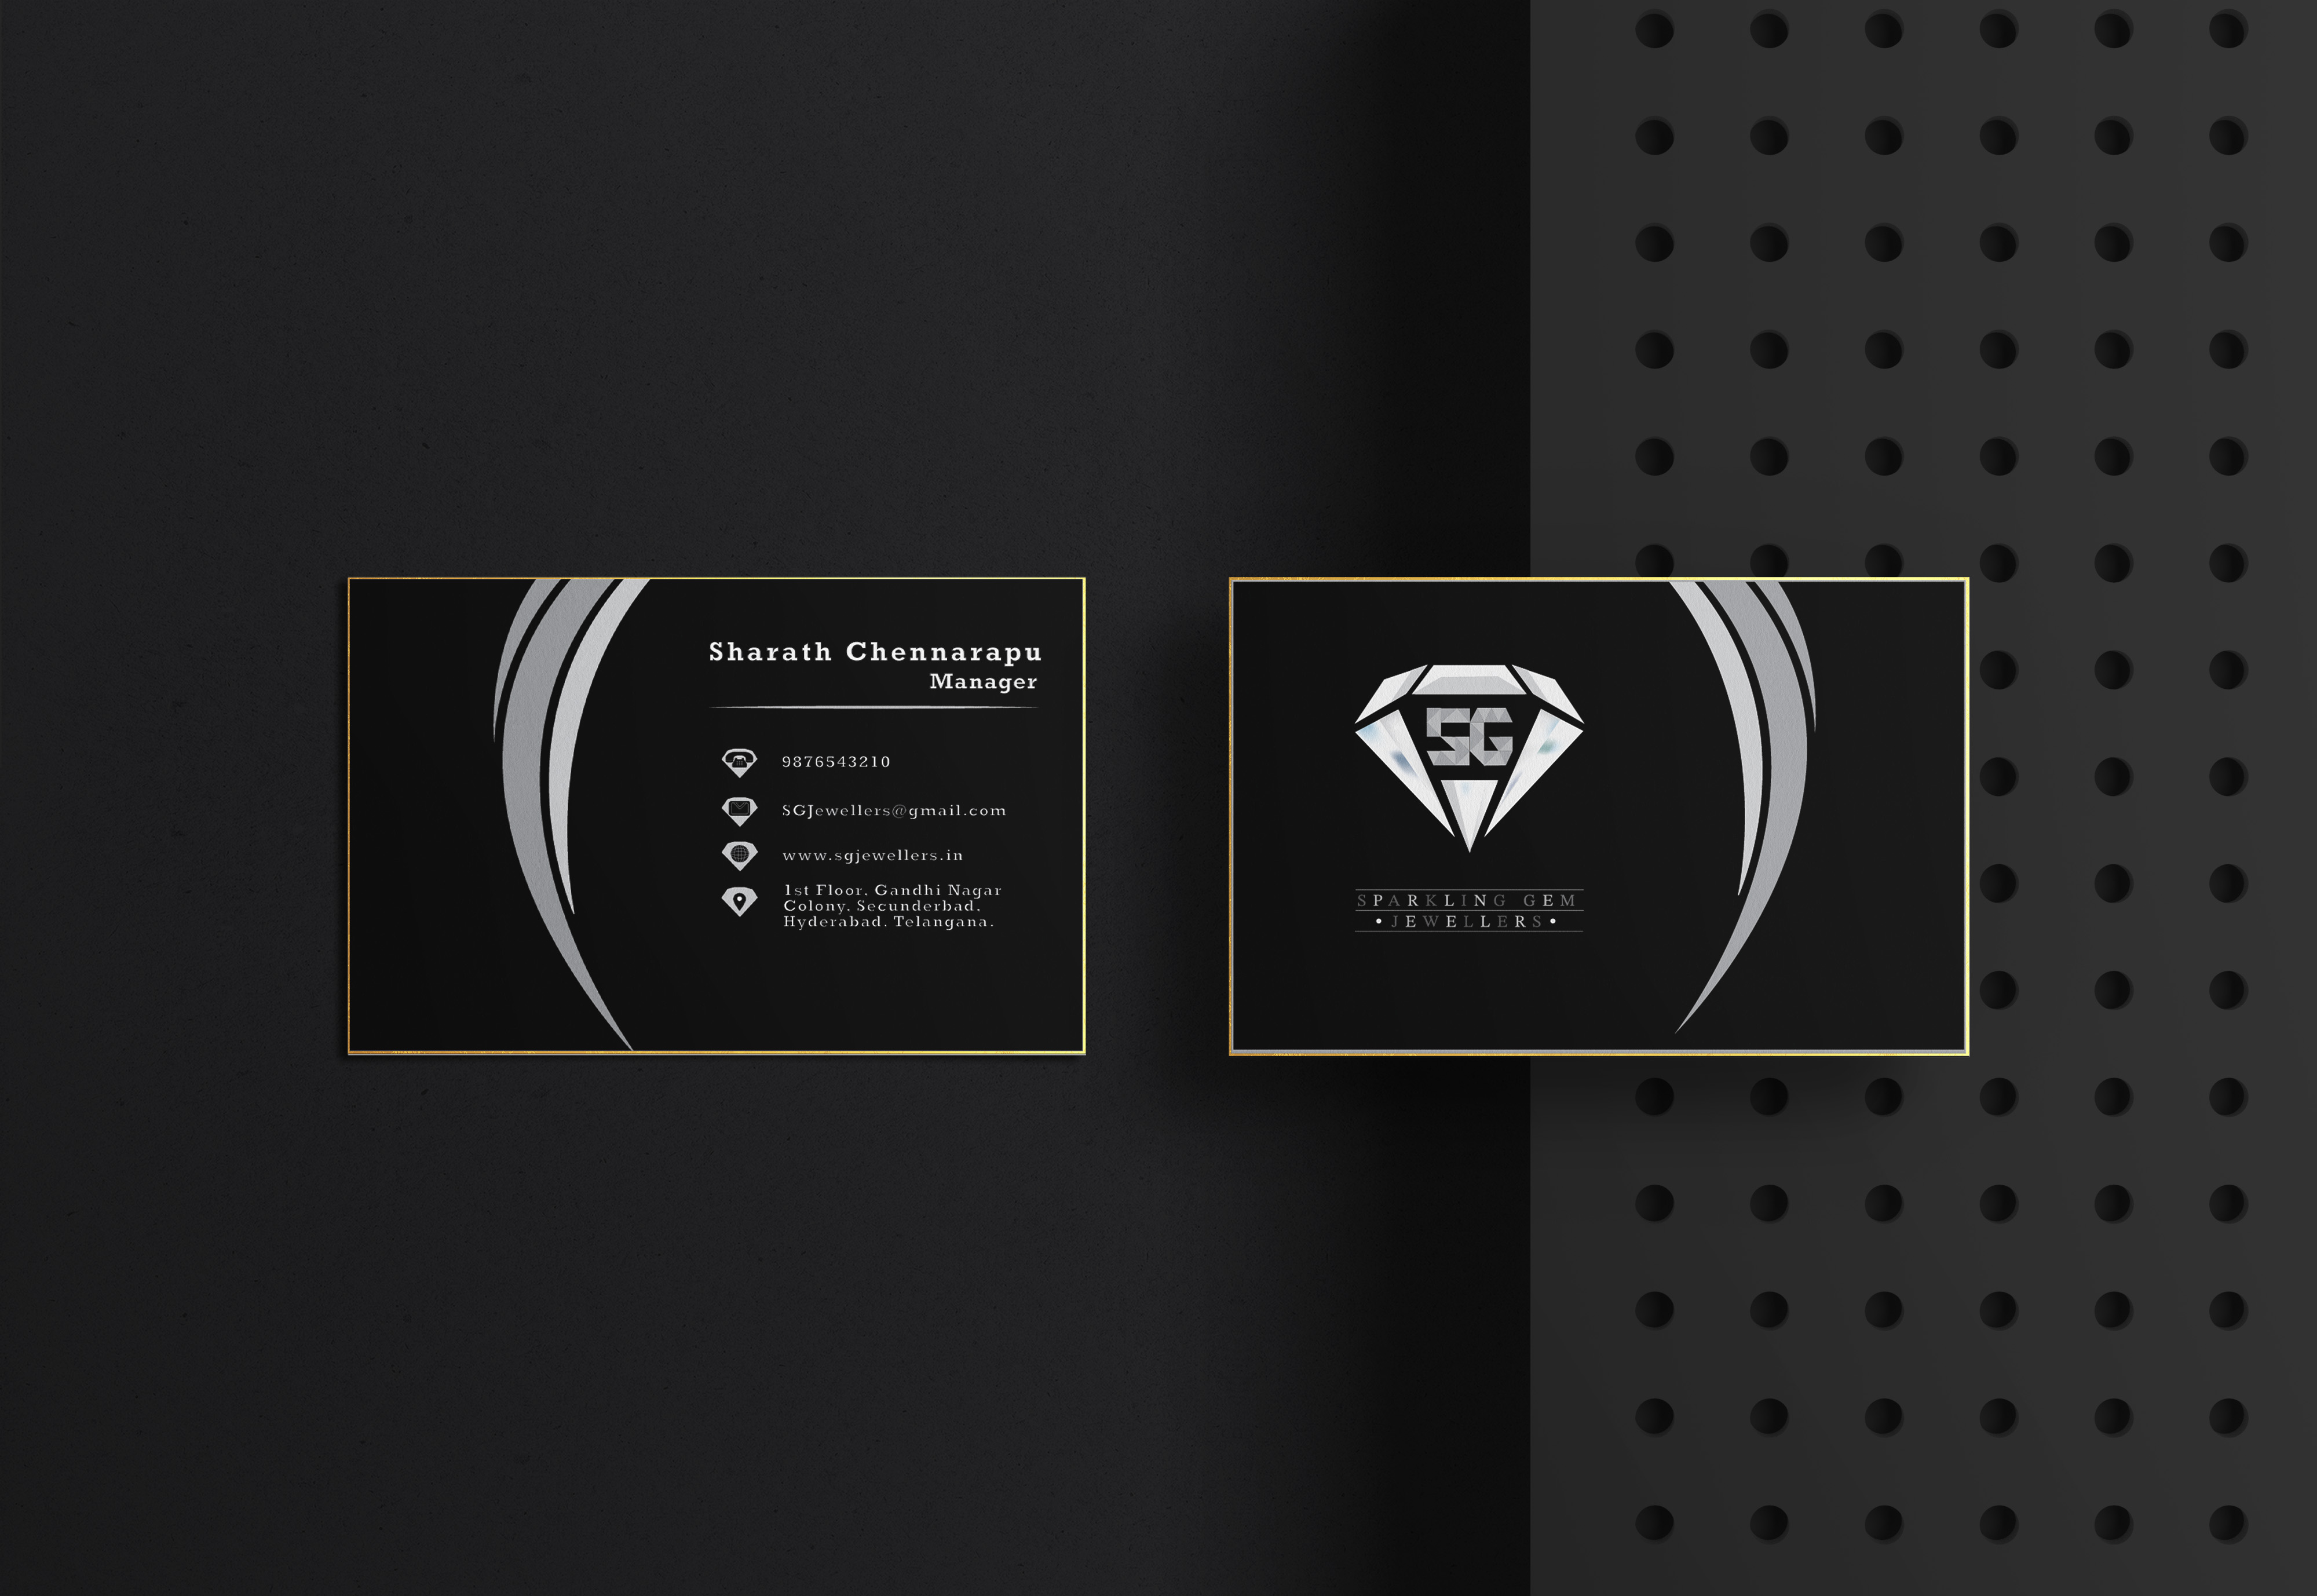 Sharath Chennarapu
Manager
9876543210
SGJewellers@gmail.com
www.sgjewellers.in
1st Floor, Gandhi Nagar
Colony, Secunderbad,
Hyderabad, Telangana.
SG
SPARKLING GEM
• JEWELLERS •